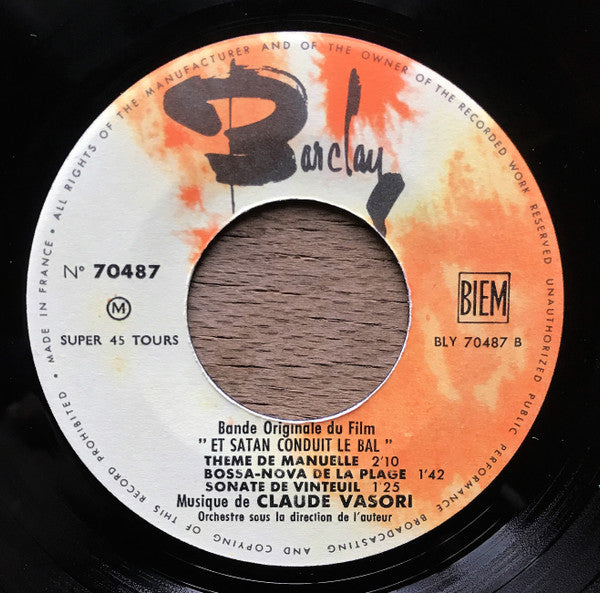 • MADE IN FRANCE • ALL RIGHTS OF THE MANUFACTURER AND OF THE OWNER OF THE RECORDED WORK RESERVED UNAUTHORIZED PUBLIC PERFORMANCE BROADCASTING AND COPYING OF THIS RECORD PROHIBITED
Barclay
N° 70487
M
SUPER 45 TOURS
BIEM
BLY 70487 B
Bande Originale du Film
" ET SATAN CONDUIT LE BAL "
THEME DE MANUELLE 2'10
BOSSA-NOVA DE LA PLAGE 1'42
SONATE DE VINTEUIL 1'25
Musique de CLAUDE VASORI
Orchestre sous la direction de l'auteur